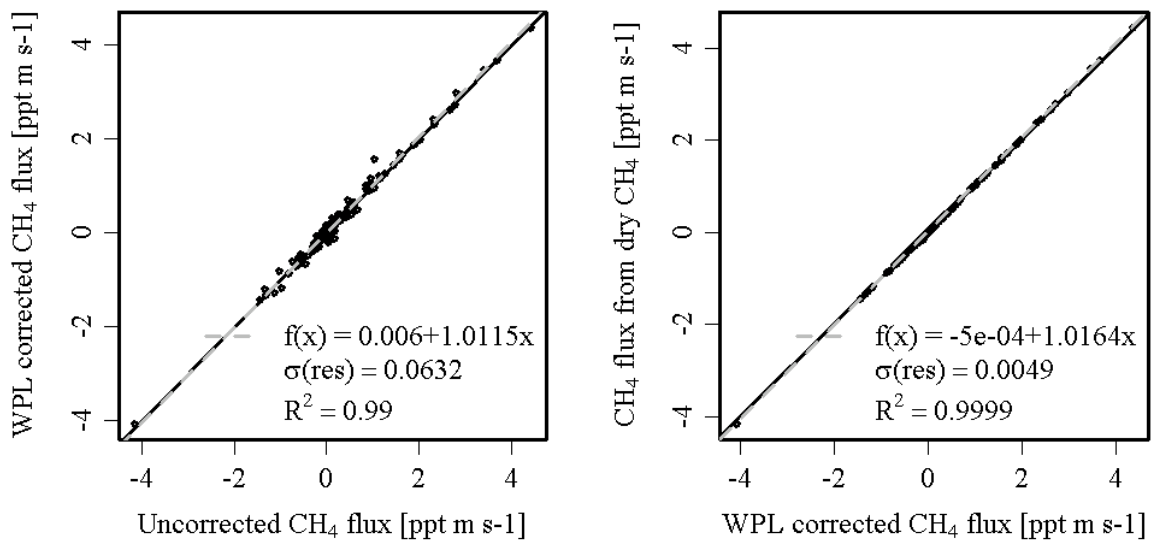 WPL corrected CH4 flux [ppt m s-1]
4
2
0
-2
-4
f(x) = 0.006+1.0115x
σ(res) = 0.0632
R2 = 0.99
-4 -2 0 2 4
Uncorrected CH4 flux [ppt m s-1]
CH4 flux from dry CH4 [ppt m s-1]
4
2
0
-2
-4
f(x) = -5e-04+1.0164x
σ(res) = 0.0049
R2 = 0.9999
-4 -2 0 2 4
WPL corrected CH4 flux [ppt m s-1]